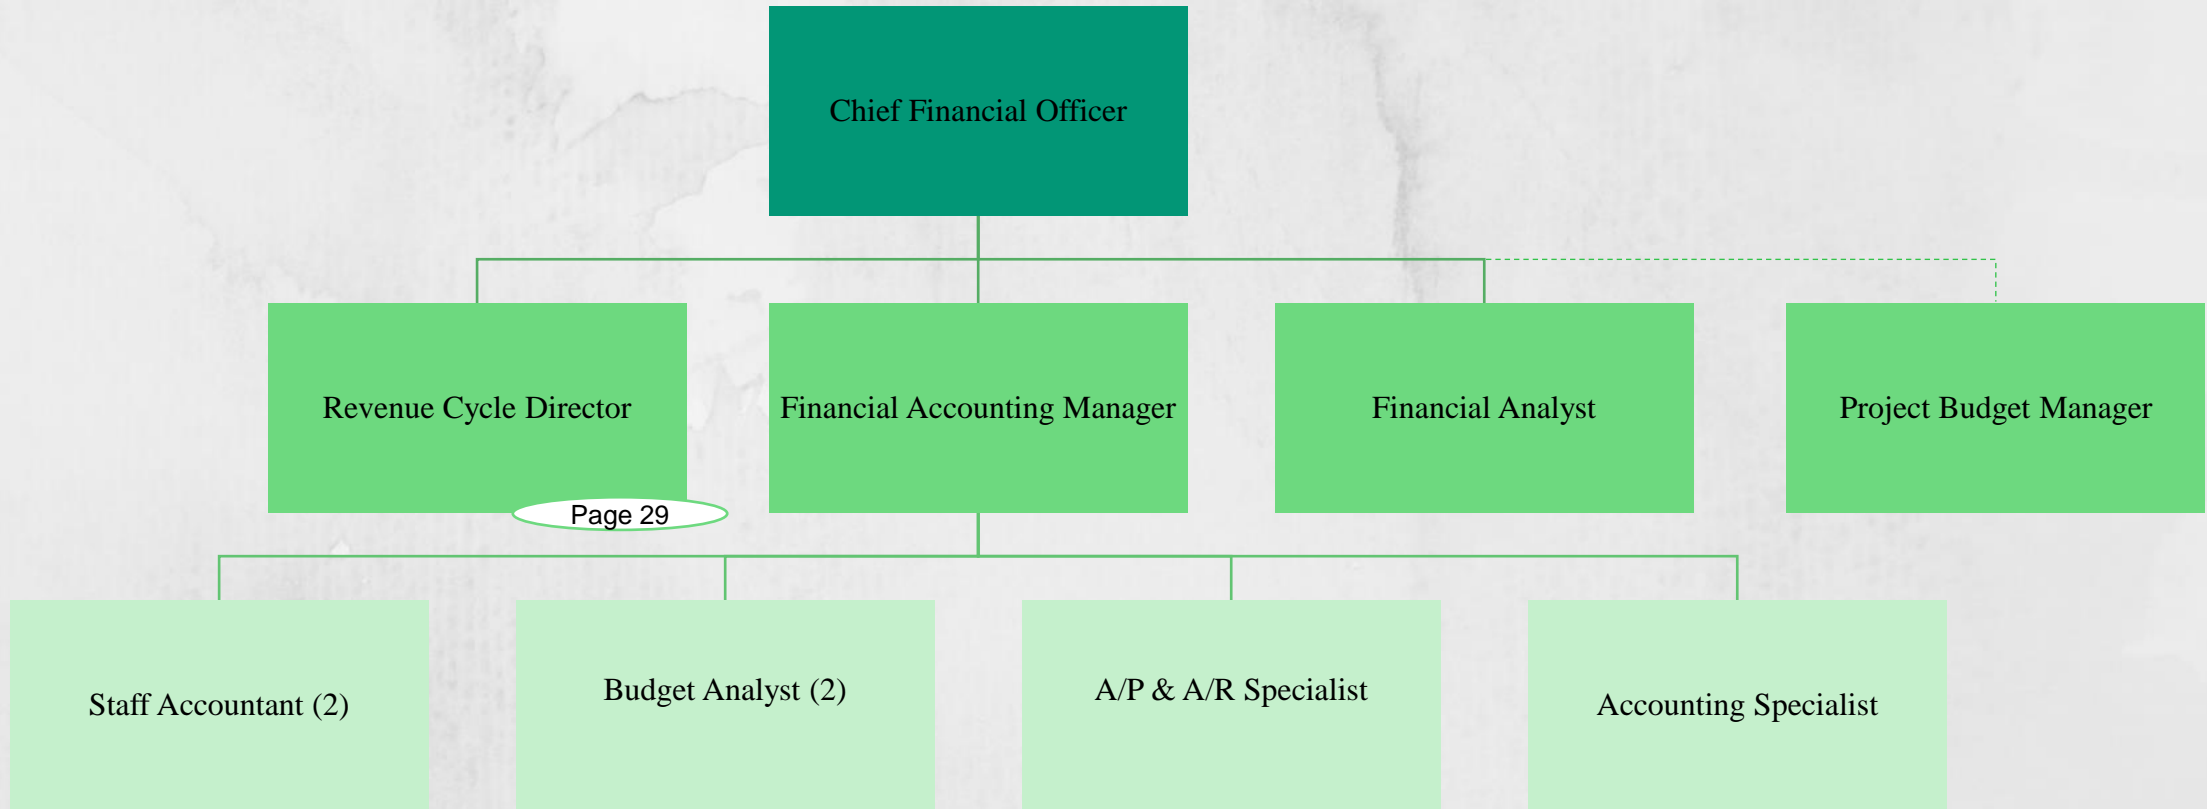 Chief Financial Officer
Revenue Cycle Director
Financial Accounting Manager
Financial Analyst
Project Budget Manager
Page 29
Staff Accountant (2)
Budget Analyst (2)
A/P & A/R Specialist
Accounting Specialist